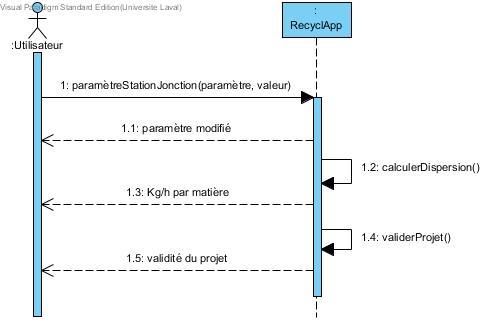 Visual Paradigm Standard Edition(Universite Laval)
:Utilisateur
:
RecyclApp
1: paramètreStationJonction(paramètre, valeur)
1.1: paramètre modifié
1.2: calculerDispersion()
1.3: Kg/h par matière
1.4: validerProjet()
1.5: validité du projet